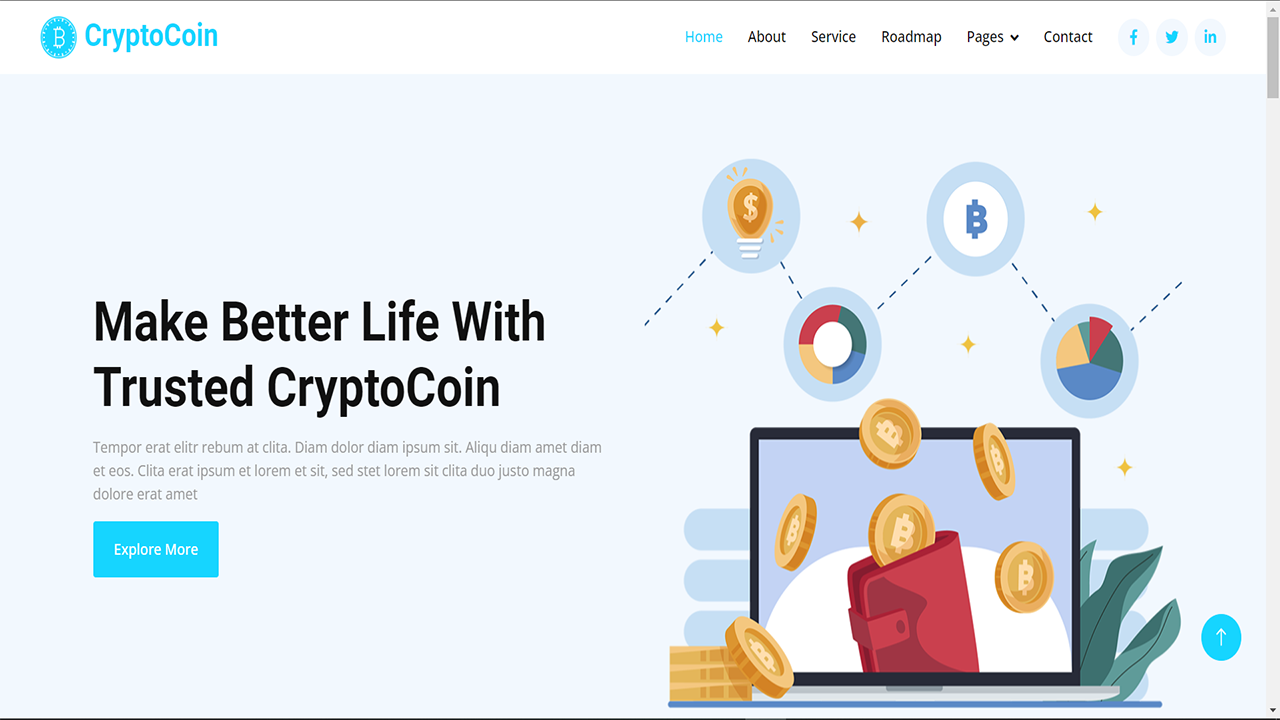 CryptoCoin
Home About Service Roadmap Pages Contact
Make Better Life With
Trusted CryptoCoin
Tempor erat elitr rebum at clita. Diam dolor diam ipsum sit. Aliqu diam amet diam
et eos. Clita erat ipsum et lorem et sit, sed stet lorem sit clita duo justo magna
dolore erat amet
Explore More